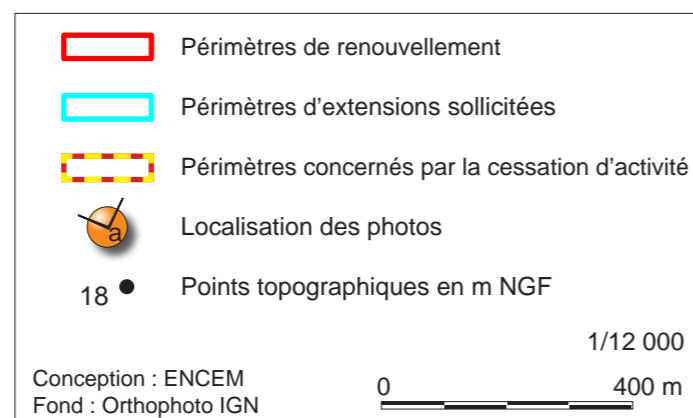 Périmètres de renouvellement
Périmètres d'extensions sollicitées
Périmètres concernés par la cessation d'activité
a
Localisation des photos
18
Points topographiques en m NGF
1/12 000
Conception : ENCEM
Fond : Orthophoto IGN
0 400 m